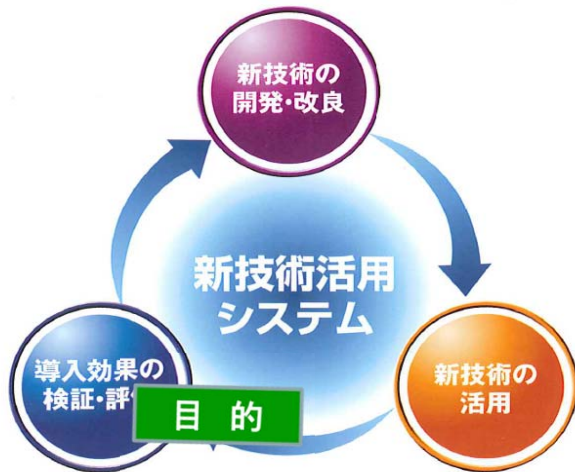 新技術の
開発・改良
新技術活用
システム
導入効果の
検証・評
目的
新技術の
活用